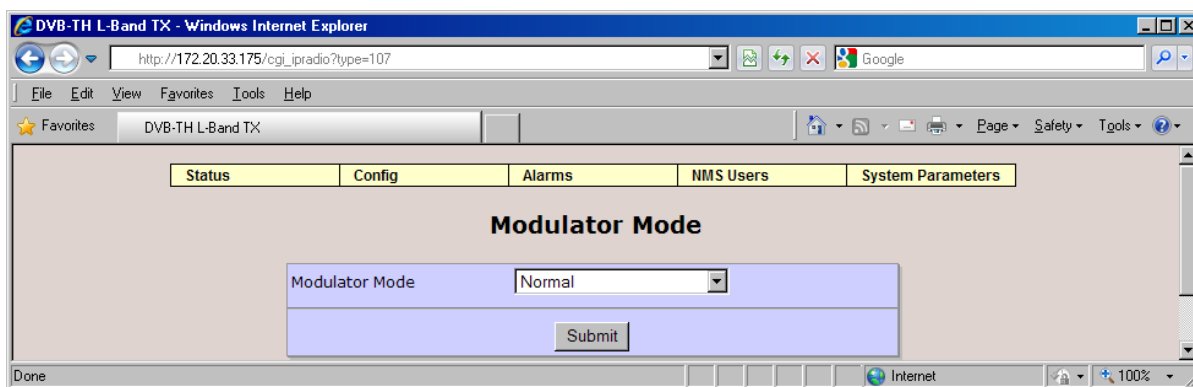 DVB-TH L-Band TX - Windows Internet Explorer
http://172.20.33.175/cgi_ipradio?type=107
Google
File Edit View Favorites Tools Help
Favorites DVB-TH L-Band TX Page Safety Tools
Status Config Alarms NMS Users System Parameters
Modulator Mode
Modulator Mode Normal
Submit
Done Internet 100%